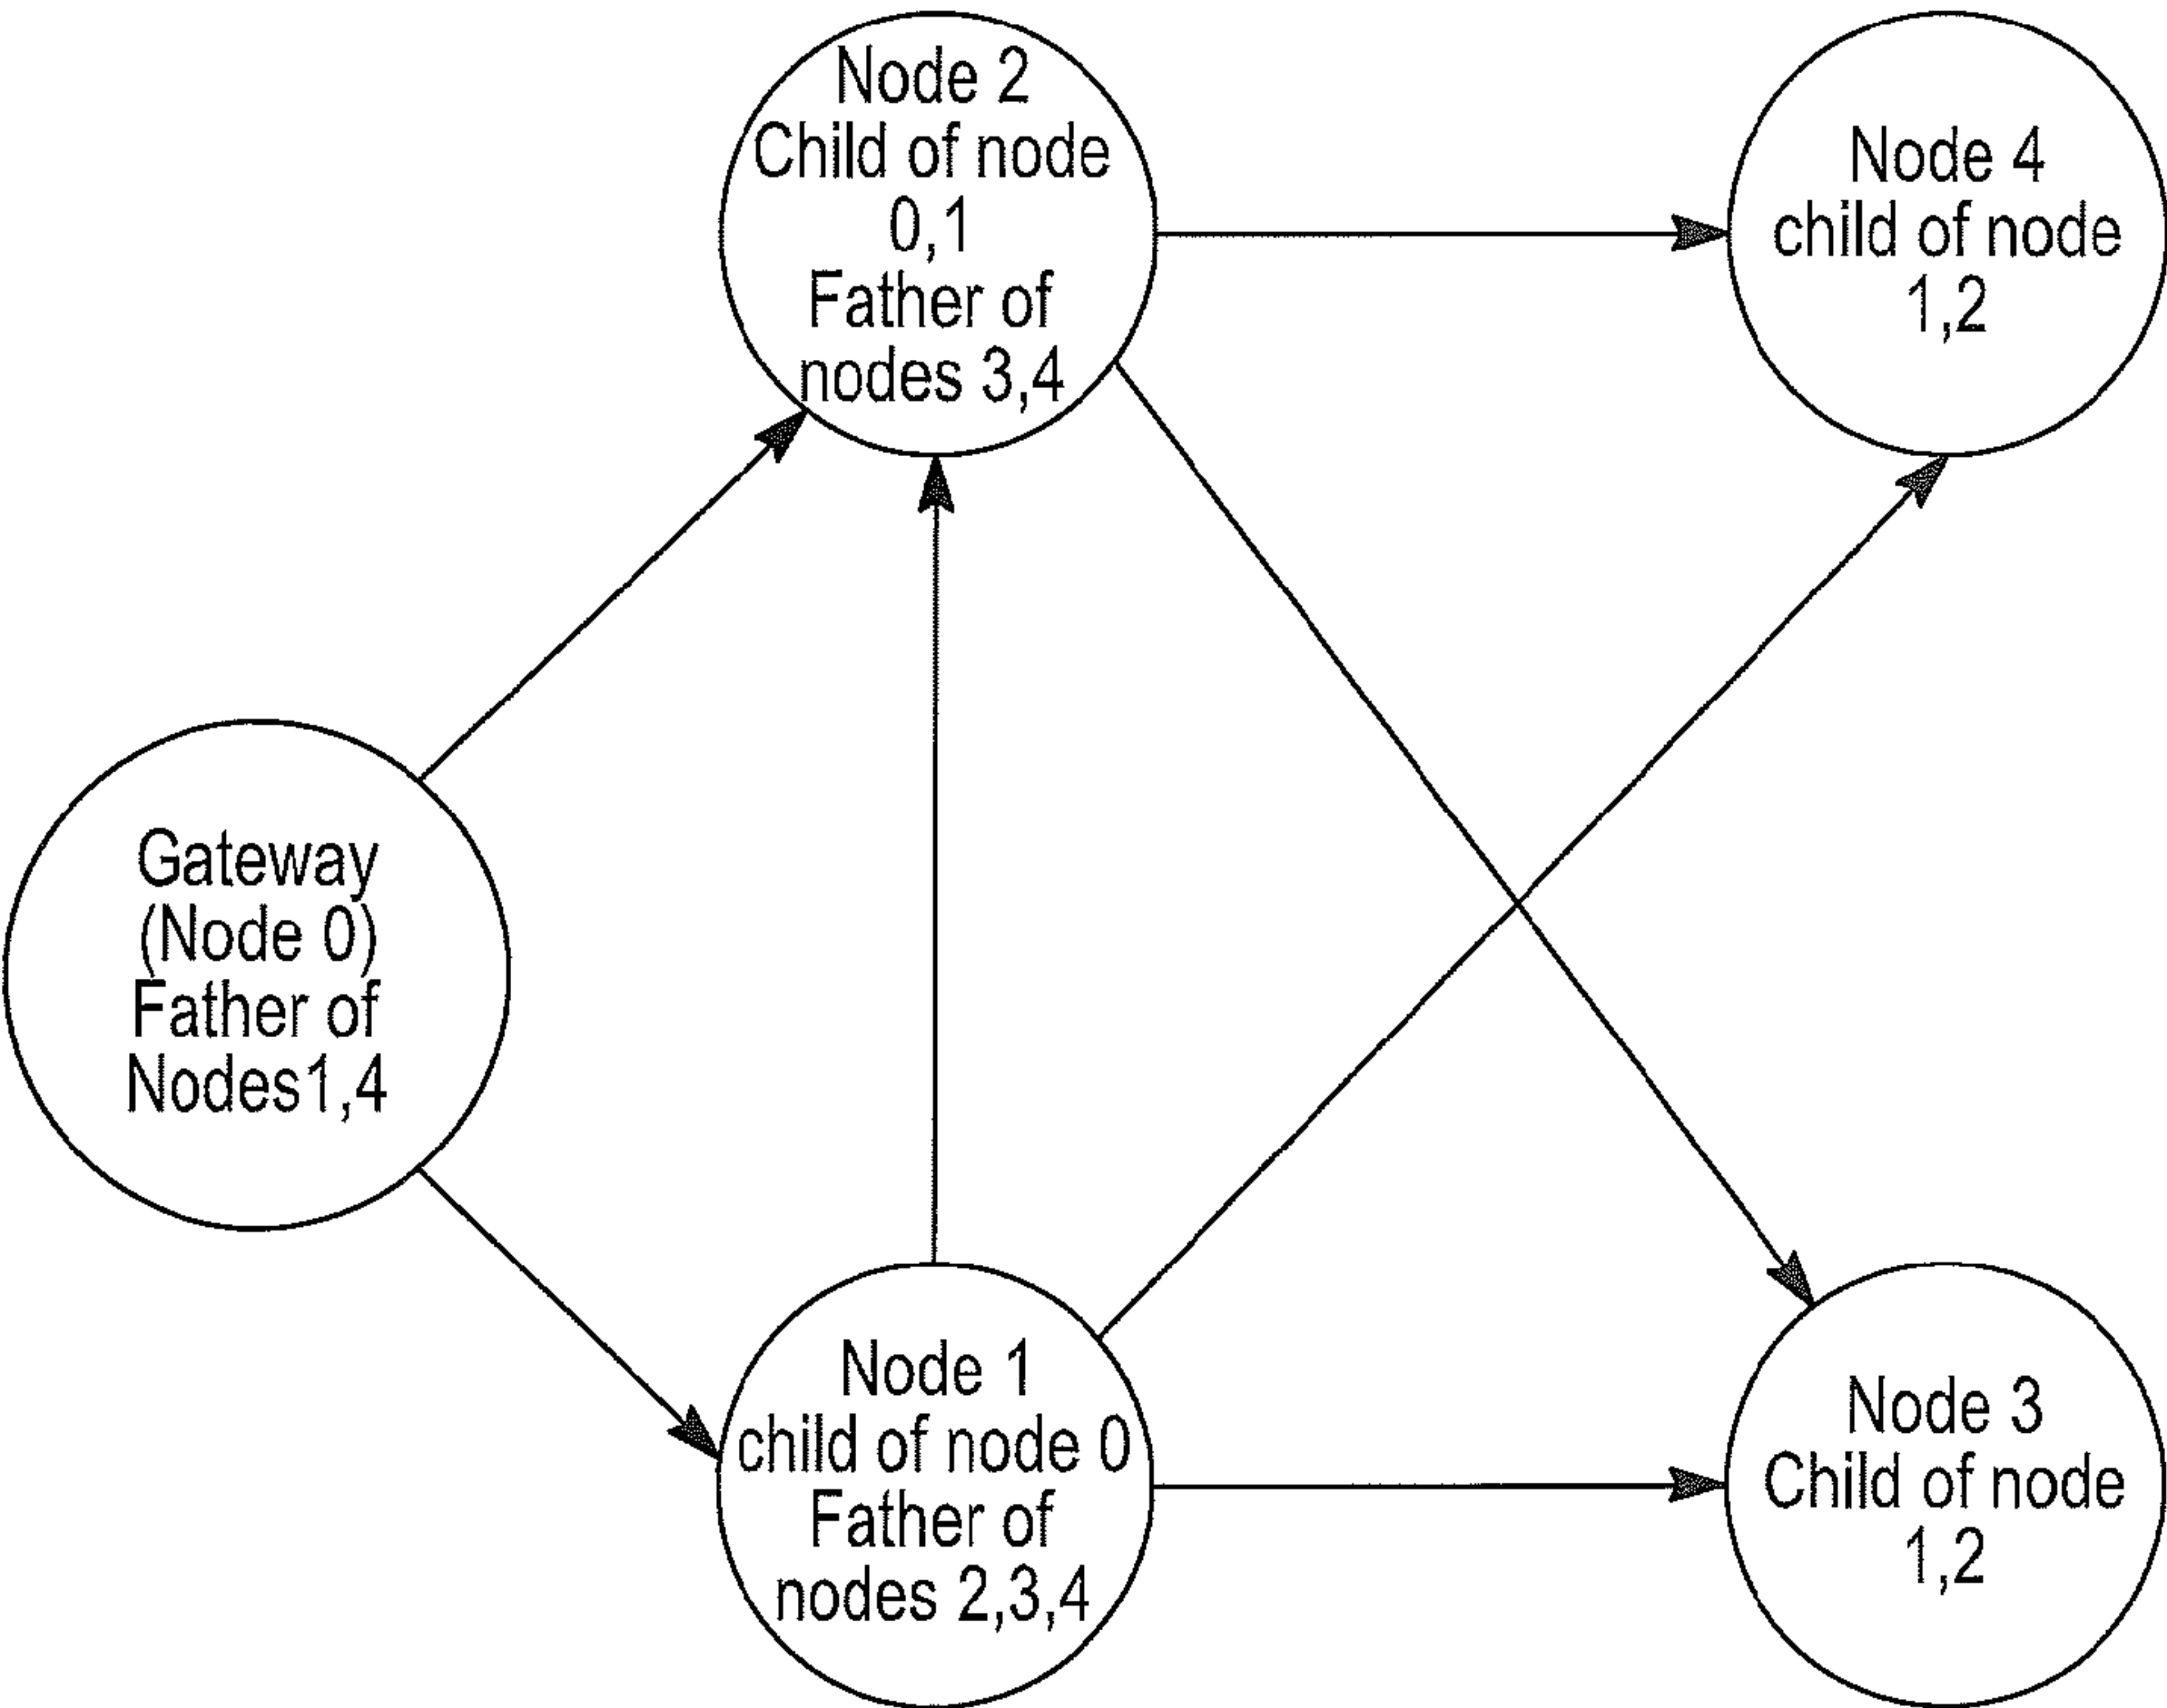 Node 2
Child of node
0,1
Father of
nodes 3,4
Node 4
child of node
1,2
Gateway
(Node 0)
Father of
Nodes1,4
Node 1
child of node 0
Father of
nodes 2,3,4
Node 3
Child of node
1,2